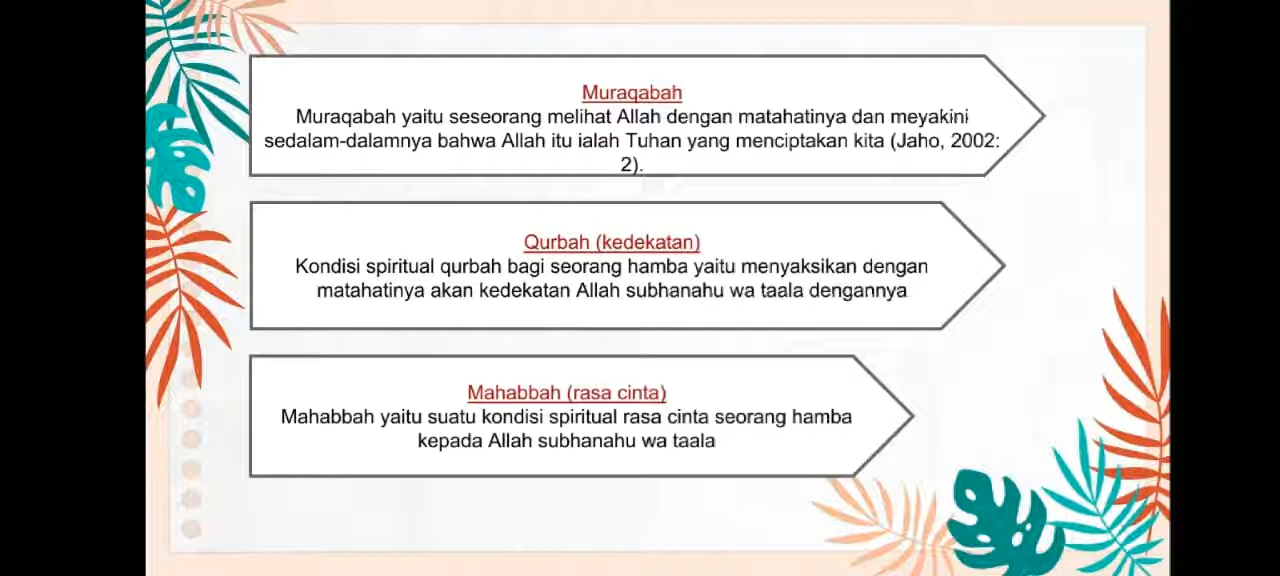 Muraqabah
Muraqabah yaitu seseorang melihat Allah dengan matahatinya dan meyakini
sedalam-dalamnya bahwa Allah itu ialah Tuhan yang menciptakan kita (Jaho, 2002:
2).
Qurbah (kedekatan)
Kondisi spiritual qurbah bagi seorang hamba yaitu menyaksikan dengan
matahatinya akan kedekatan Allah subhanahu wa taala dengannya
Mahabbah (rasa cinta)
Mahabbah yaitu suatu kondisi spiritual rasa cinta seorang hamba
kepada Allah subhanahu wa taala